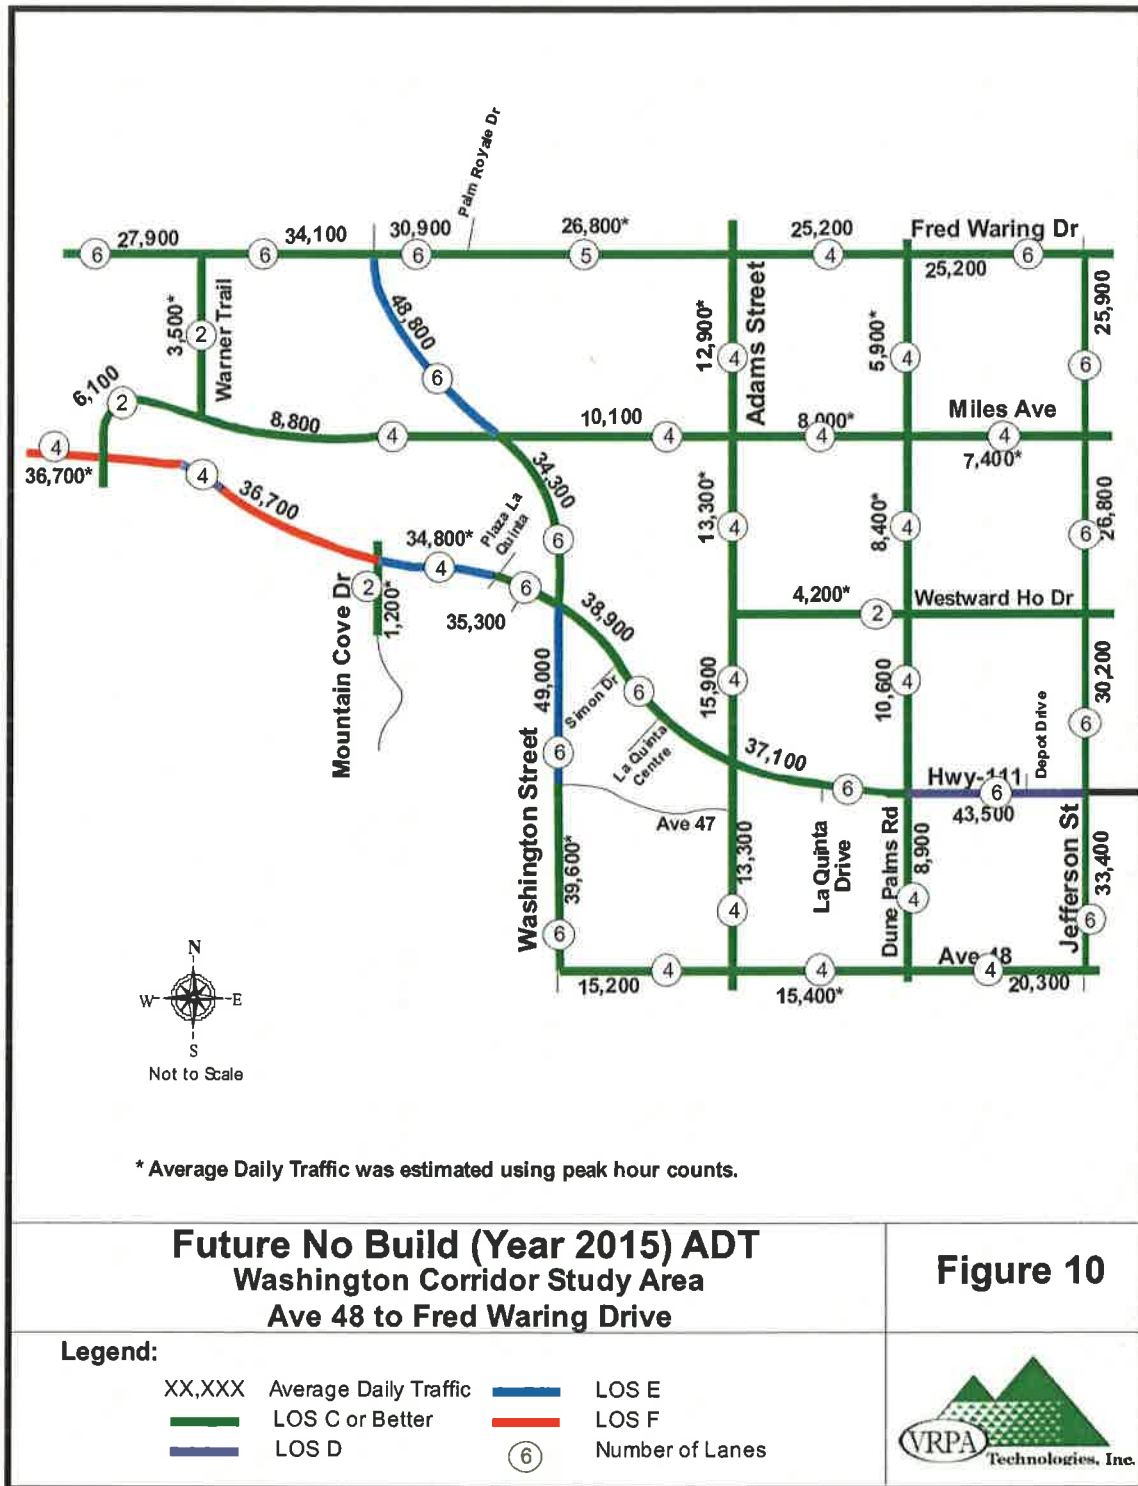 Palm Royale Dr
27,900
34,100
30,900
26,800*
25,200
Fred Waring Dr
6
6
6
5
4
6
25,200
3,500*
2
Warner Trail
48,800
6
12,900*
4
Adams Street
5,900*
4
25,900
6
6,100
2
8,800
4
10,100
4
8,000*
4
Miles Ave
4
7,400*
4
36,700*
4
36,700
34,300
6
13,300*
4
8,400*
4
26,800
6
34,800*
4
Plaza La
Quinta
6
35,300
Mountain Cove Dr
2
1,200*
38,900
4,200*
2
Westward Ho Dr
49,000
6
Simon Dr
6
La Quinta
Centre
15,900
4
10,600
4
30,200
6
Depot Drive
37,100
6
Hwy-111
6
43,500
Washington Street
Ave 47
39,600*
6
13,300
4
La Quinta
Drive
Dune Palms Rd
8,900
4
Jefferson St
33,400
6
Ave 48
4
4
4
15,200
15,400*
20,300
N
W
E
S
Not to Scale
* Average Daily Traffic was estimated using peak hour counts.
Future No Build (Year 2015) ADT
Washington Corridor Study Area
Ave 48 to Fred Waring Drive
Figure 10
Legend:
XX,XXX Average Daily Traffic
LOS C or Better
LOS D
LOS E
LOS F
6 Number of Lanes
VRPA
Technologies, Inc.